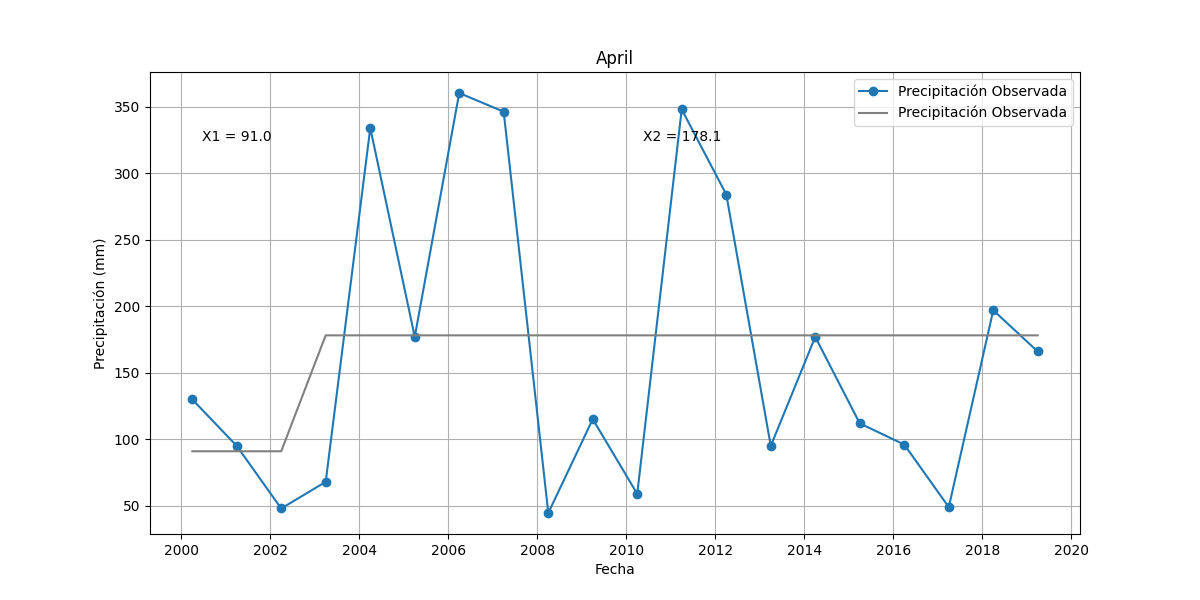 April
Precipitación Observada
Precipitación Observada
X1 = 91.0
X2 = 178.1
Precipitación (mm)
350
300
250
200
150
100
50
2000 2002 2004 2006 2008 2010 2012 2014 2016 2018 2020
Fecha